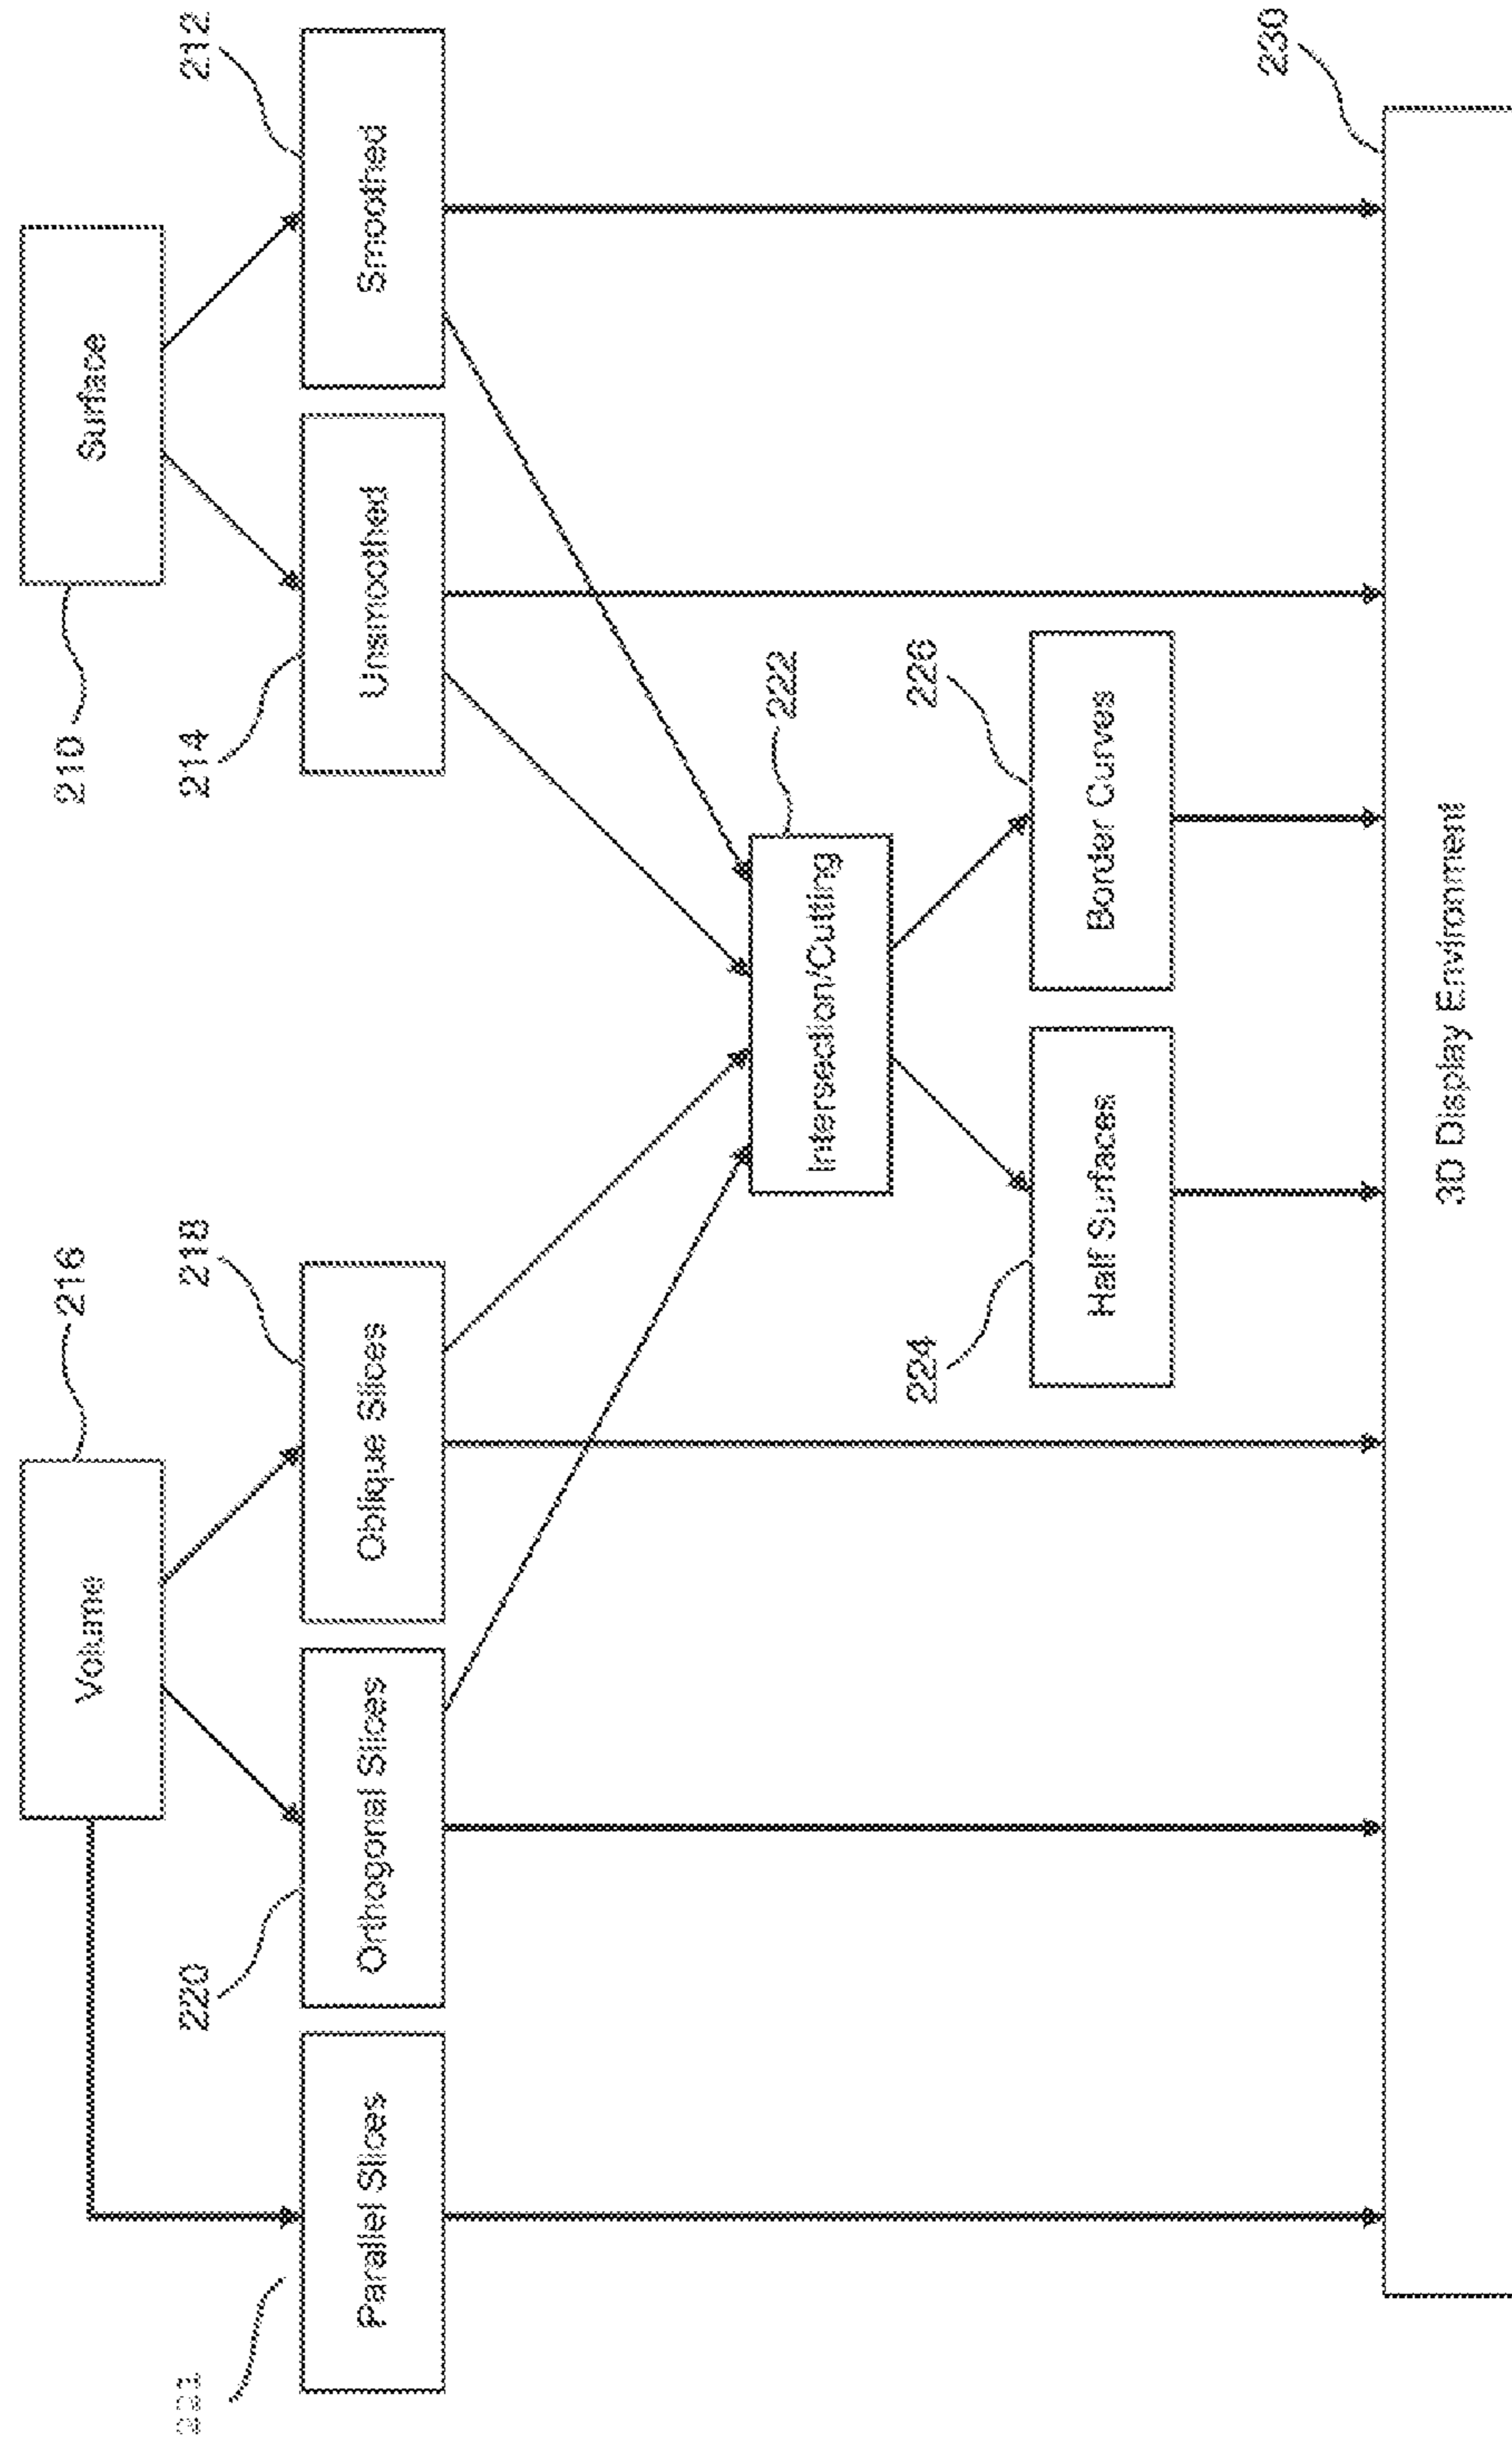 216
Volume
210
Surface
221
Parallel Slices
220
Orthogonal Slices
218
Oblique Slices
214
Unsmoothed
212
Smoothed
222
Intersection/Cutting
224
Half Surfaces
226
Border Curves
230
3D Display Environment